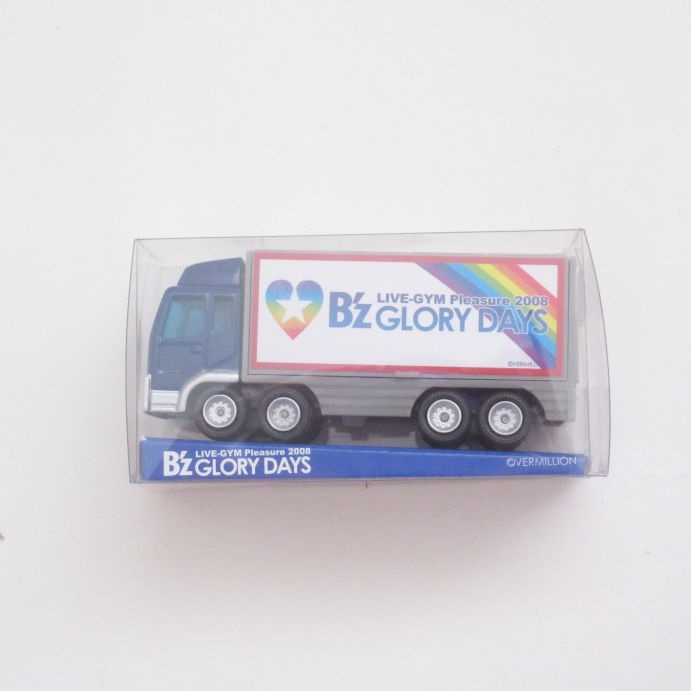 LIVE-GYM Pleasure 2008
B'z GLORY DAYS
©VERMILLION
LIVE-GYM Pleasure 2008
B'z GLORY DAYS
©VERMILLION